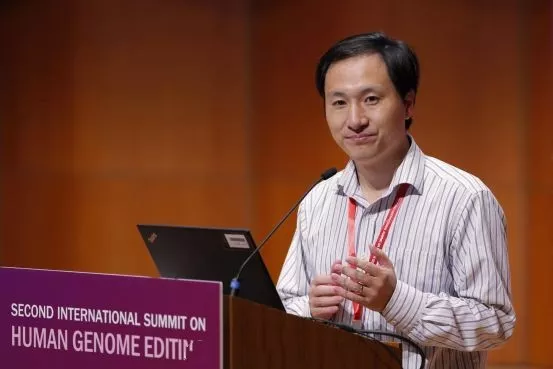 SECOND INTERNATIONAL SUMMIT ON
HUMAN GENOME EDITIN